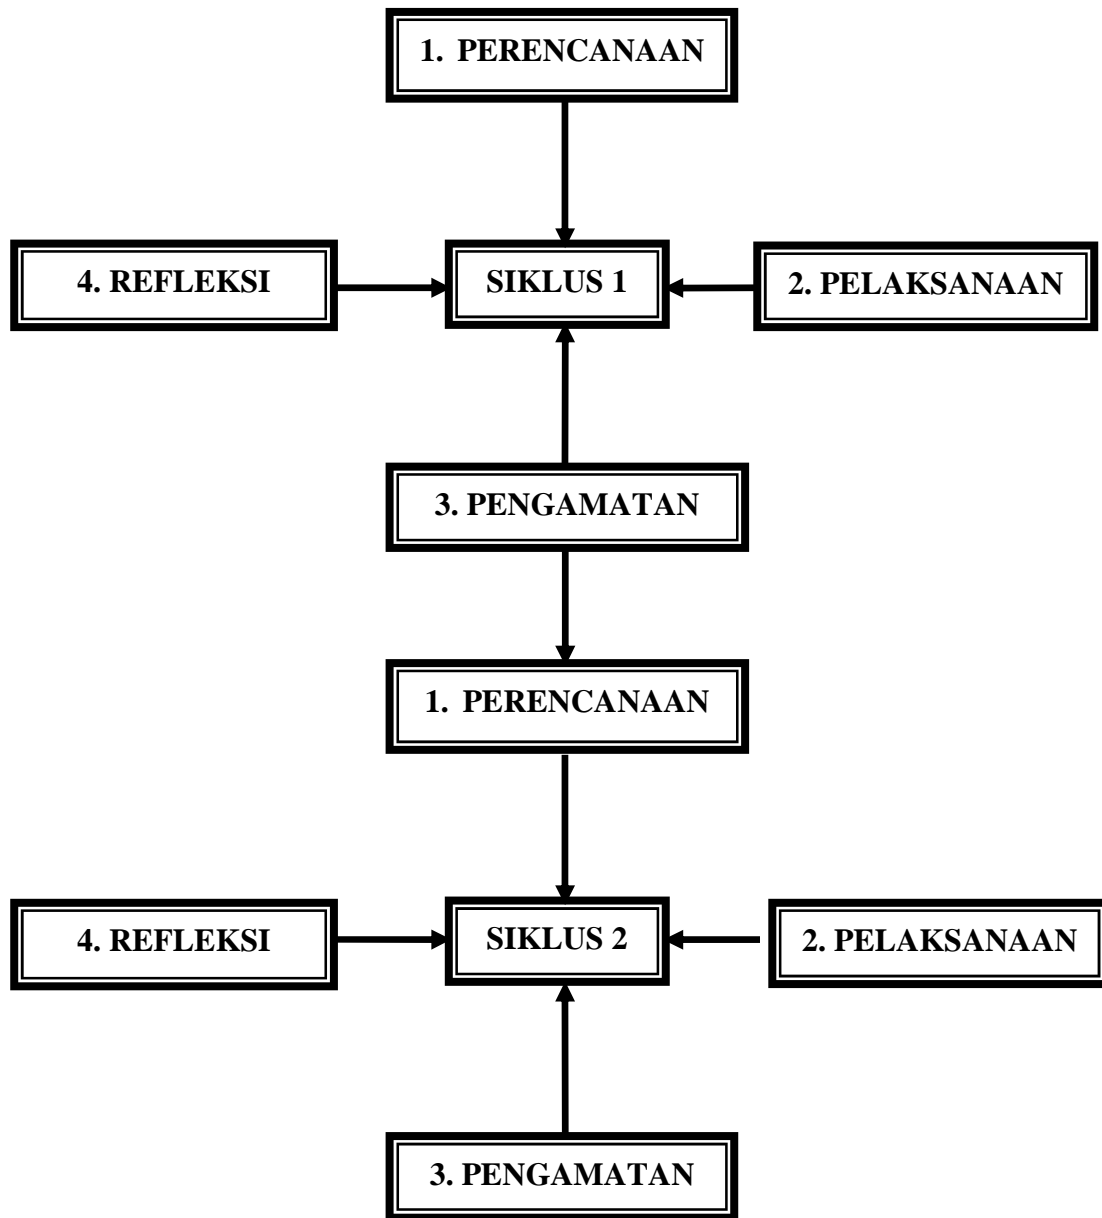 1. PERENCANAAN
4. REFLEKSI
SIKLUS 1
2. PELAKSANAAN
3. PENGAMATAN
1. PERENCANAAN
4. REFLEKSI
SIKLUS 2
2. PELAKSANAAN
3. PENGAMATAN